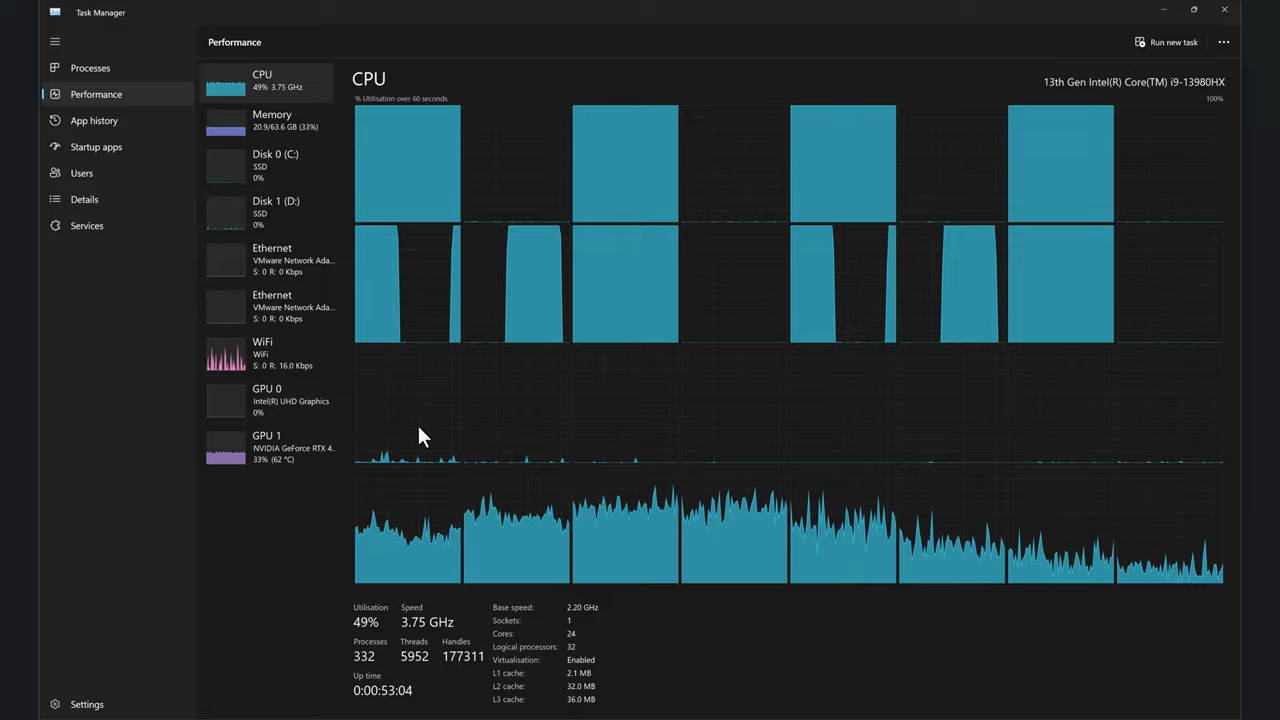 Task Manager
Performance
Run new task
Processes
Performance
App history
Startup apps
Users
Details
Services
Settings
CPU
49% 3.75 GHz
Memory
20.9/63.6 GB (33%)
Disk 0 (C:)
SSD
0%
Disk 1 (D:)
SSD
0%
Ethernet
VMware Network Ada...
S: 0 R: 0 Kbps
Ethernet
VMware Network Ada...
S: 0 R: 0 Kbps
WiFi
WiFi
S: 0 R: 16.0 Kbps
GPU 0
Intel(R) UHD Graphics
0%
GPU 1
NVIDIA GeForce RTX 4...
33% (62 °C)
CPU
13th Gen Intel(R) Core(TM) i9-13980HX
% Utilisation over 60 seconds
100%
Utilisation Speed
49% 3.75 GHz
Processes Threads Handles
332 5952 177311
Up time
0:00:53:04
Base speed: 2.20 GHz
Sockets: 1
Cores: 24
Logical processors: 32
Virtualisation: Enabled
L1 cache: 2.1 MB
L2 cache: 32.0 MB
L3 cache: 36.0 MB